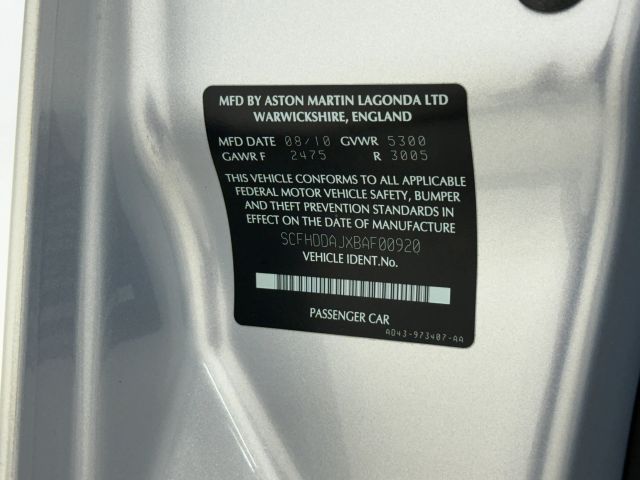 MFD BY ASTON MARTIN LAGONDA LTD
WARWICKSHIRE, ENGLAND
MFD DATE 08/10 GVWR 5300
GAWR F 2475 R 3005
THIS VEHICLE CONFORMS TO ALL APPLICABLE
FEDERAL MOTOR VEHICLE SAFETY, BUMPER
AND THEFT PREVENTION STANDARDS IN
EFFECT ON THE DATE OF MANUFACTURE
SCFHDDAJXBAF00920
VEHICLE IDENT.No.
PASSENGER CAR
AD43-973407-AA